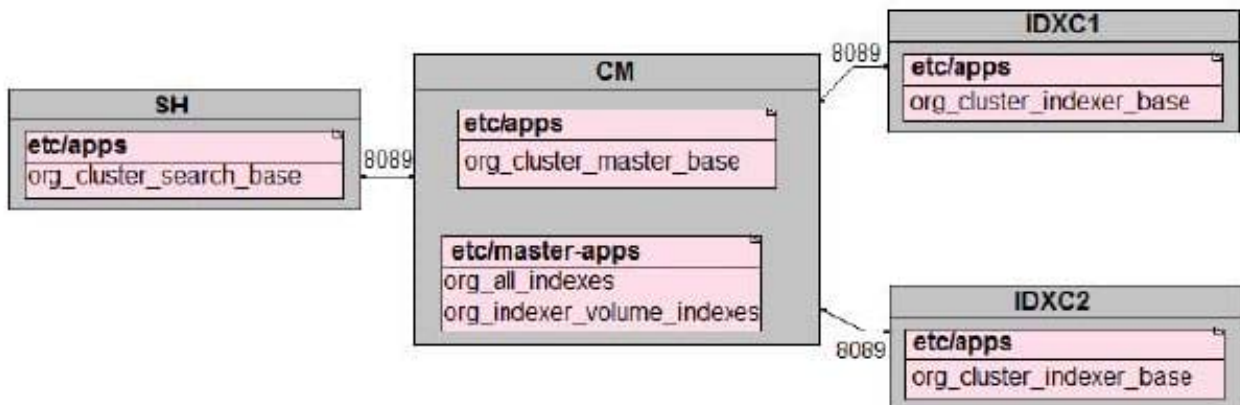 SH
etc/apps
org_cluster_search_base
8089
CM
etc/apps
org_cluster_master_base
etc/master-apps
org_all_indexes
org_indexer_volume_indexes
8089
IDXC1
etc/apps
org_cluster_indexer_base
8089
IDXC2
etc/apps
org_cluster_indexer_base